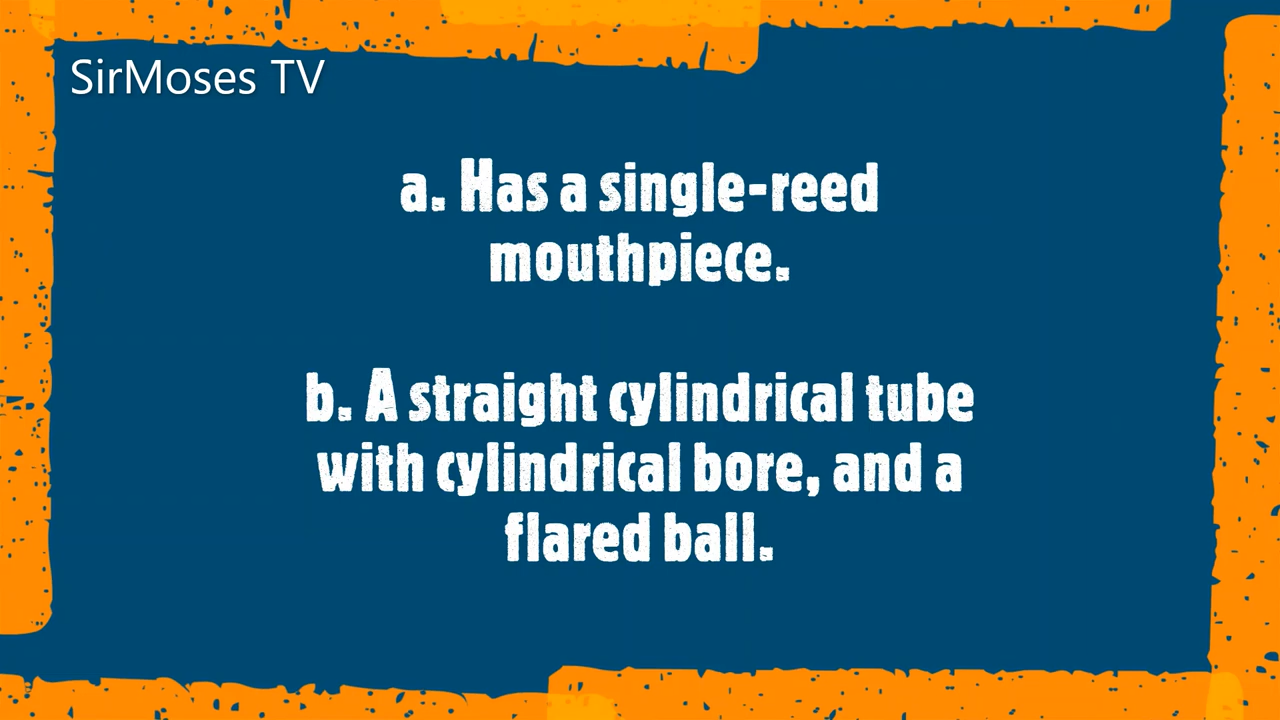 SirMoses TV
a. Has a single-reed
mouthpiece.
b. A straight cylindrical tube
with cylindrical bore, and a
flared ball.